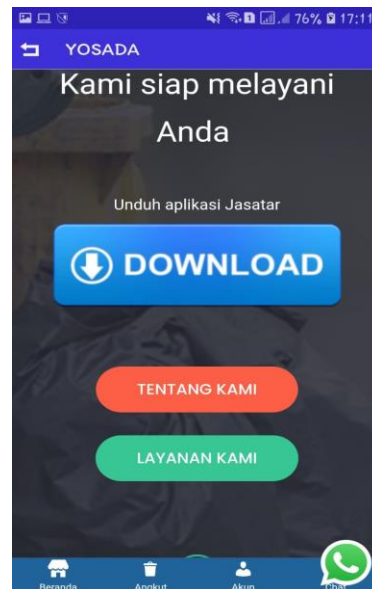 76% 17:11
YOSADA
Kami siap melayani
Anda
Unduh aplikasi Jasatar
DOWNLOAD
TENTANG KAMI
LAYANAN KAMI
Beranda Angkut Akun Chat